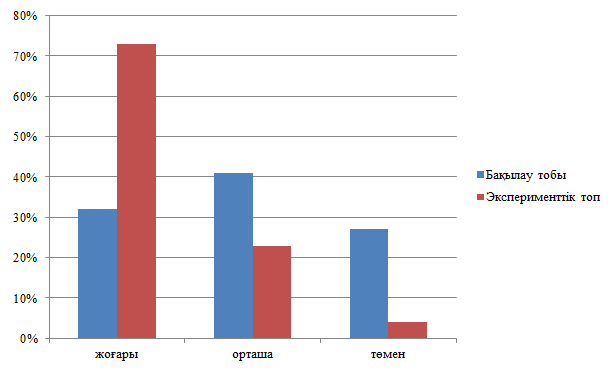 80%
70%
60%
50%
40%
30%
20%
10%
0%
жоғары
орташа
төмен
Бақылау тобы
Эксперименттік топ